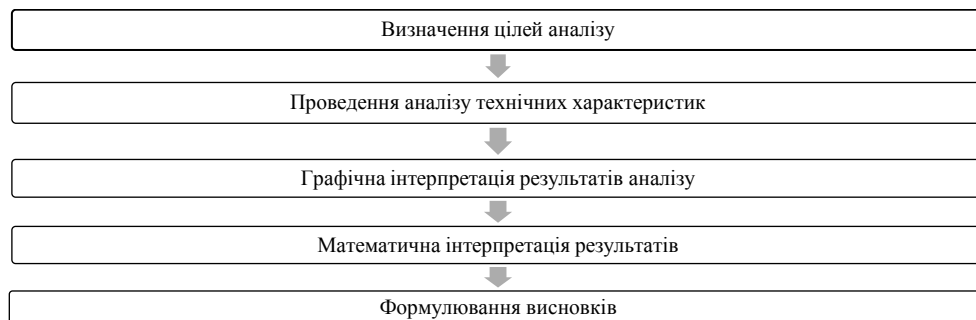 Визначення цілей аналізу
Проведення аналізу технічних характеристик
Графічна інтерпретація результатів аналізу
Математична інтерпретація результатів
Формулювання висновків